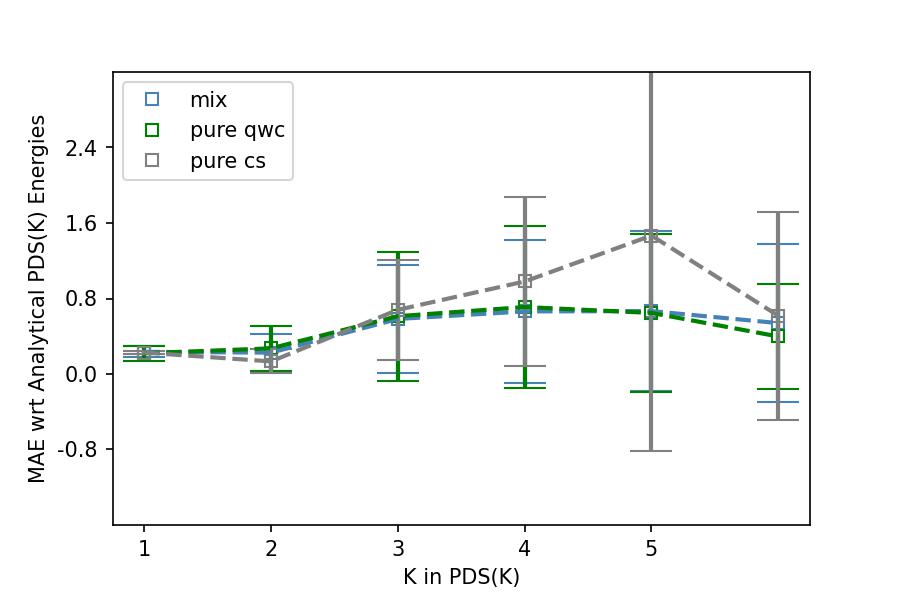 mix
pure qwc
pure cs
MAE wrt Analytical PDS(K) Energies
2.4
1.6
0.8
0.0
-0.8
1 2 3 4 5
K in PDS(K)